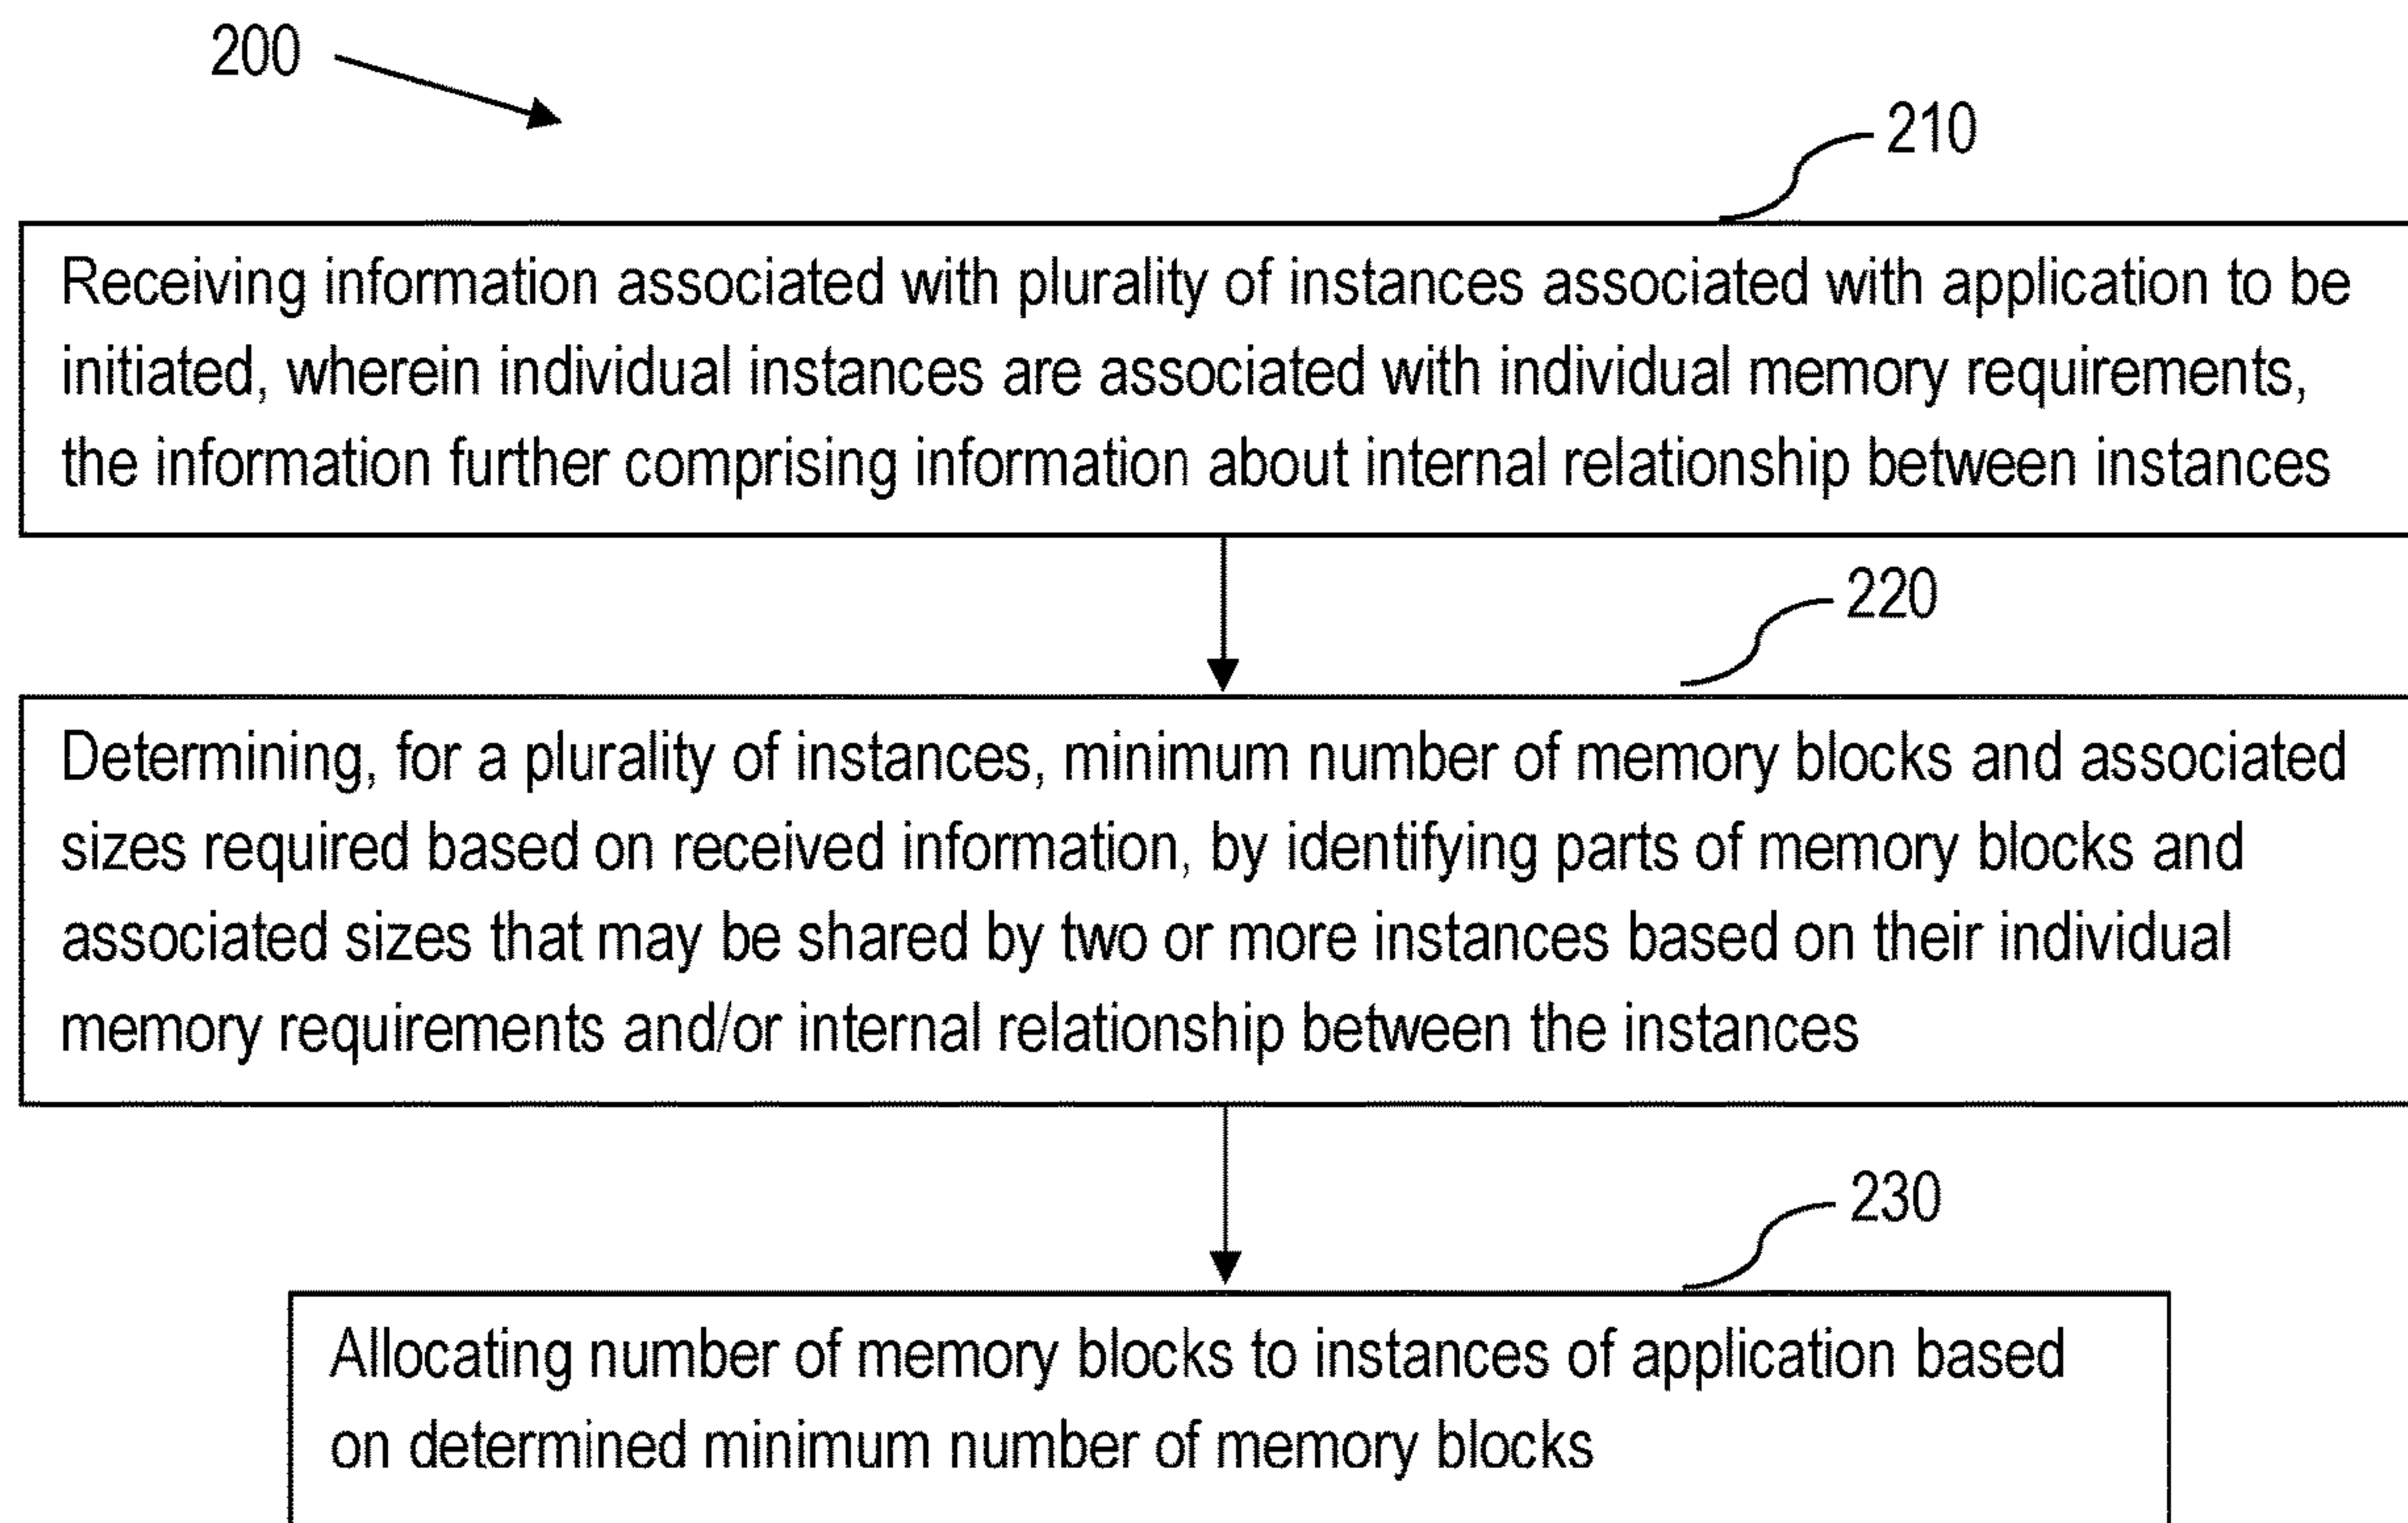 200
210
Receiving information associated with plurality of instances associated with application to be
initiated, wherein individual instances are associated with individual memory requirements,
the information further comprising information about internal relationship between instances
220
Determining, for a plurality of instances, minimum number of memory blocks and associated
sizes required based on received information, by identifying parts of memory blocks and
associated sizes that may be shared by two or more instances based on their individual
memory requirements and/or internal relationship between the instances
230
Allocating number of memory blocks to instances of application based
on determined minimum number of memory blocks